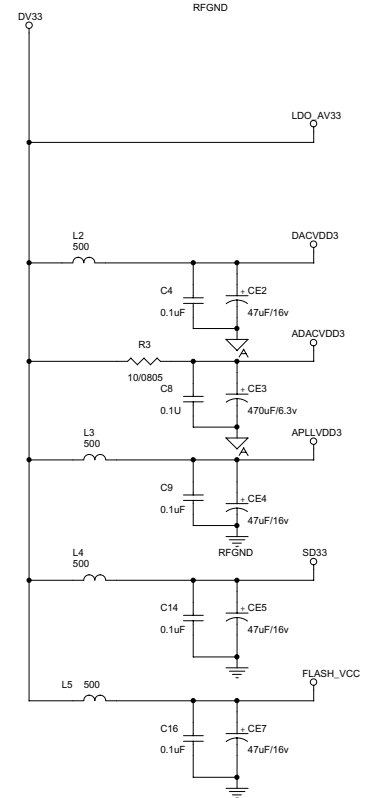 RFGND
DV33
LDO_AV33
L2
500
DACVDD3
C4
0.1uF
+ CE2
47uF/16v
A
R3
10/0805
ADACVDD3
C8
0.1U
+ CE3
470uF/6.3v
A
L3
500
APLLVDD3
C9
0.1uF
+ CE4
47uF/16v
RFGND
L4
500
SD33
C14
0.1uF
+ CE5
47uF/16v
L5 500
FLASH_VCC
C16
0.1uF
+ CE7
47uF/16v